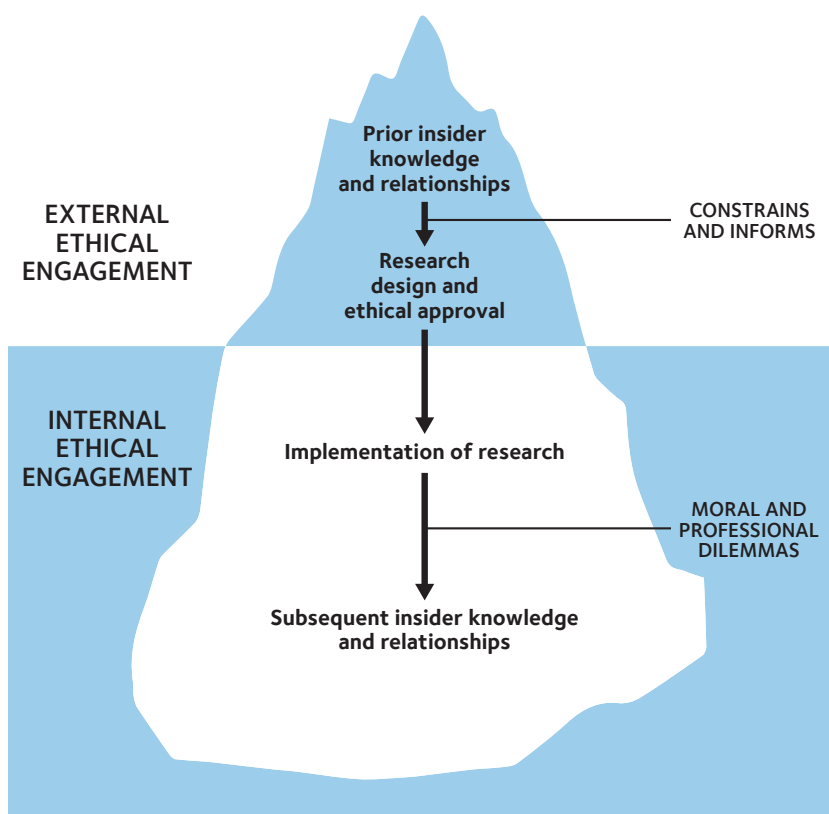 Prior insider
knowledge
and relationships
EXTERNAL
ETHICAL
ENGAGEMENT
CONSTRAINS
AND INFORMS
Research
design and
ethical approval
INTERNAL
ETHICAL
ENGAGEMENT
Implementation of research
MORAL AND
PROFESSIONAL
DILEMMAS
Subsequent insider knowledge
and relationships